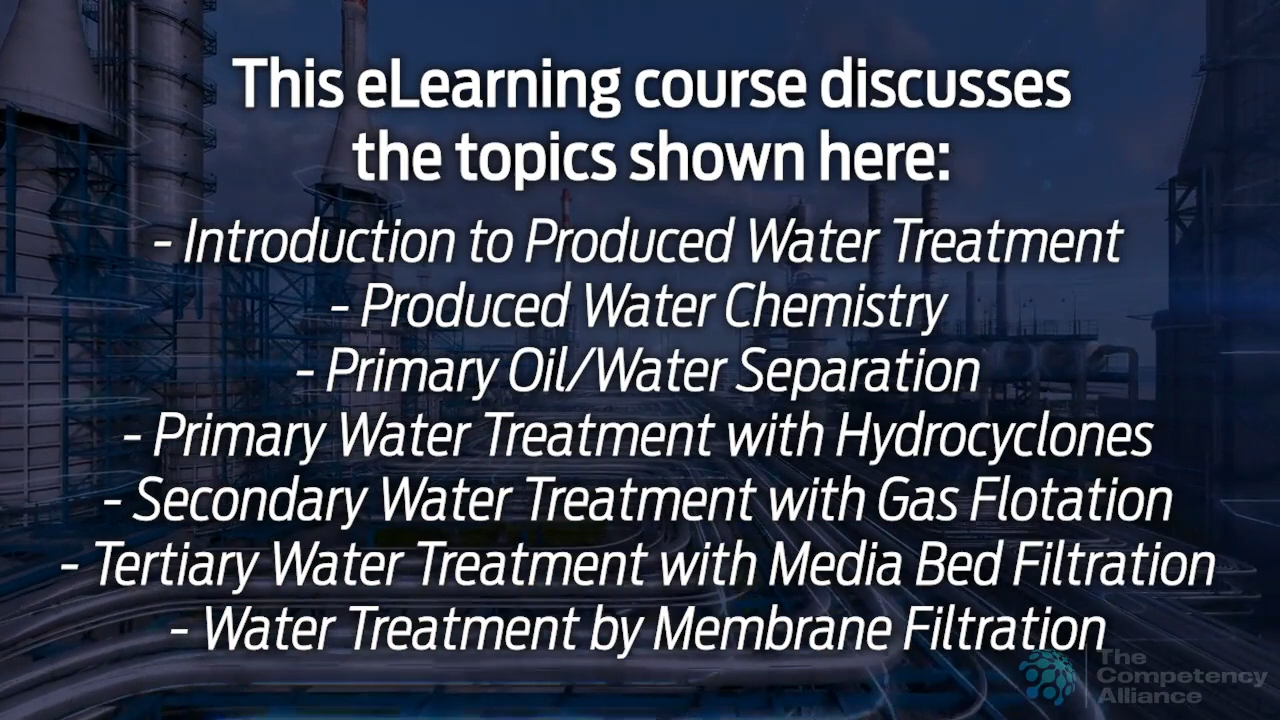 This eLearning course discusses
the topics shown here:
- Introduction to Produced Water Treatment
- Produced Water Chemistry
- Primary Oil/Water Separation
- Primary Water Treatment with Hydrocyclones
- Secondary Water Treatment with Gas Flotation
- Tertiary Water Treatment with Media Bed Filtration
- Water Treatment by Membrane Filtration
The
Competency
Alliance